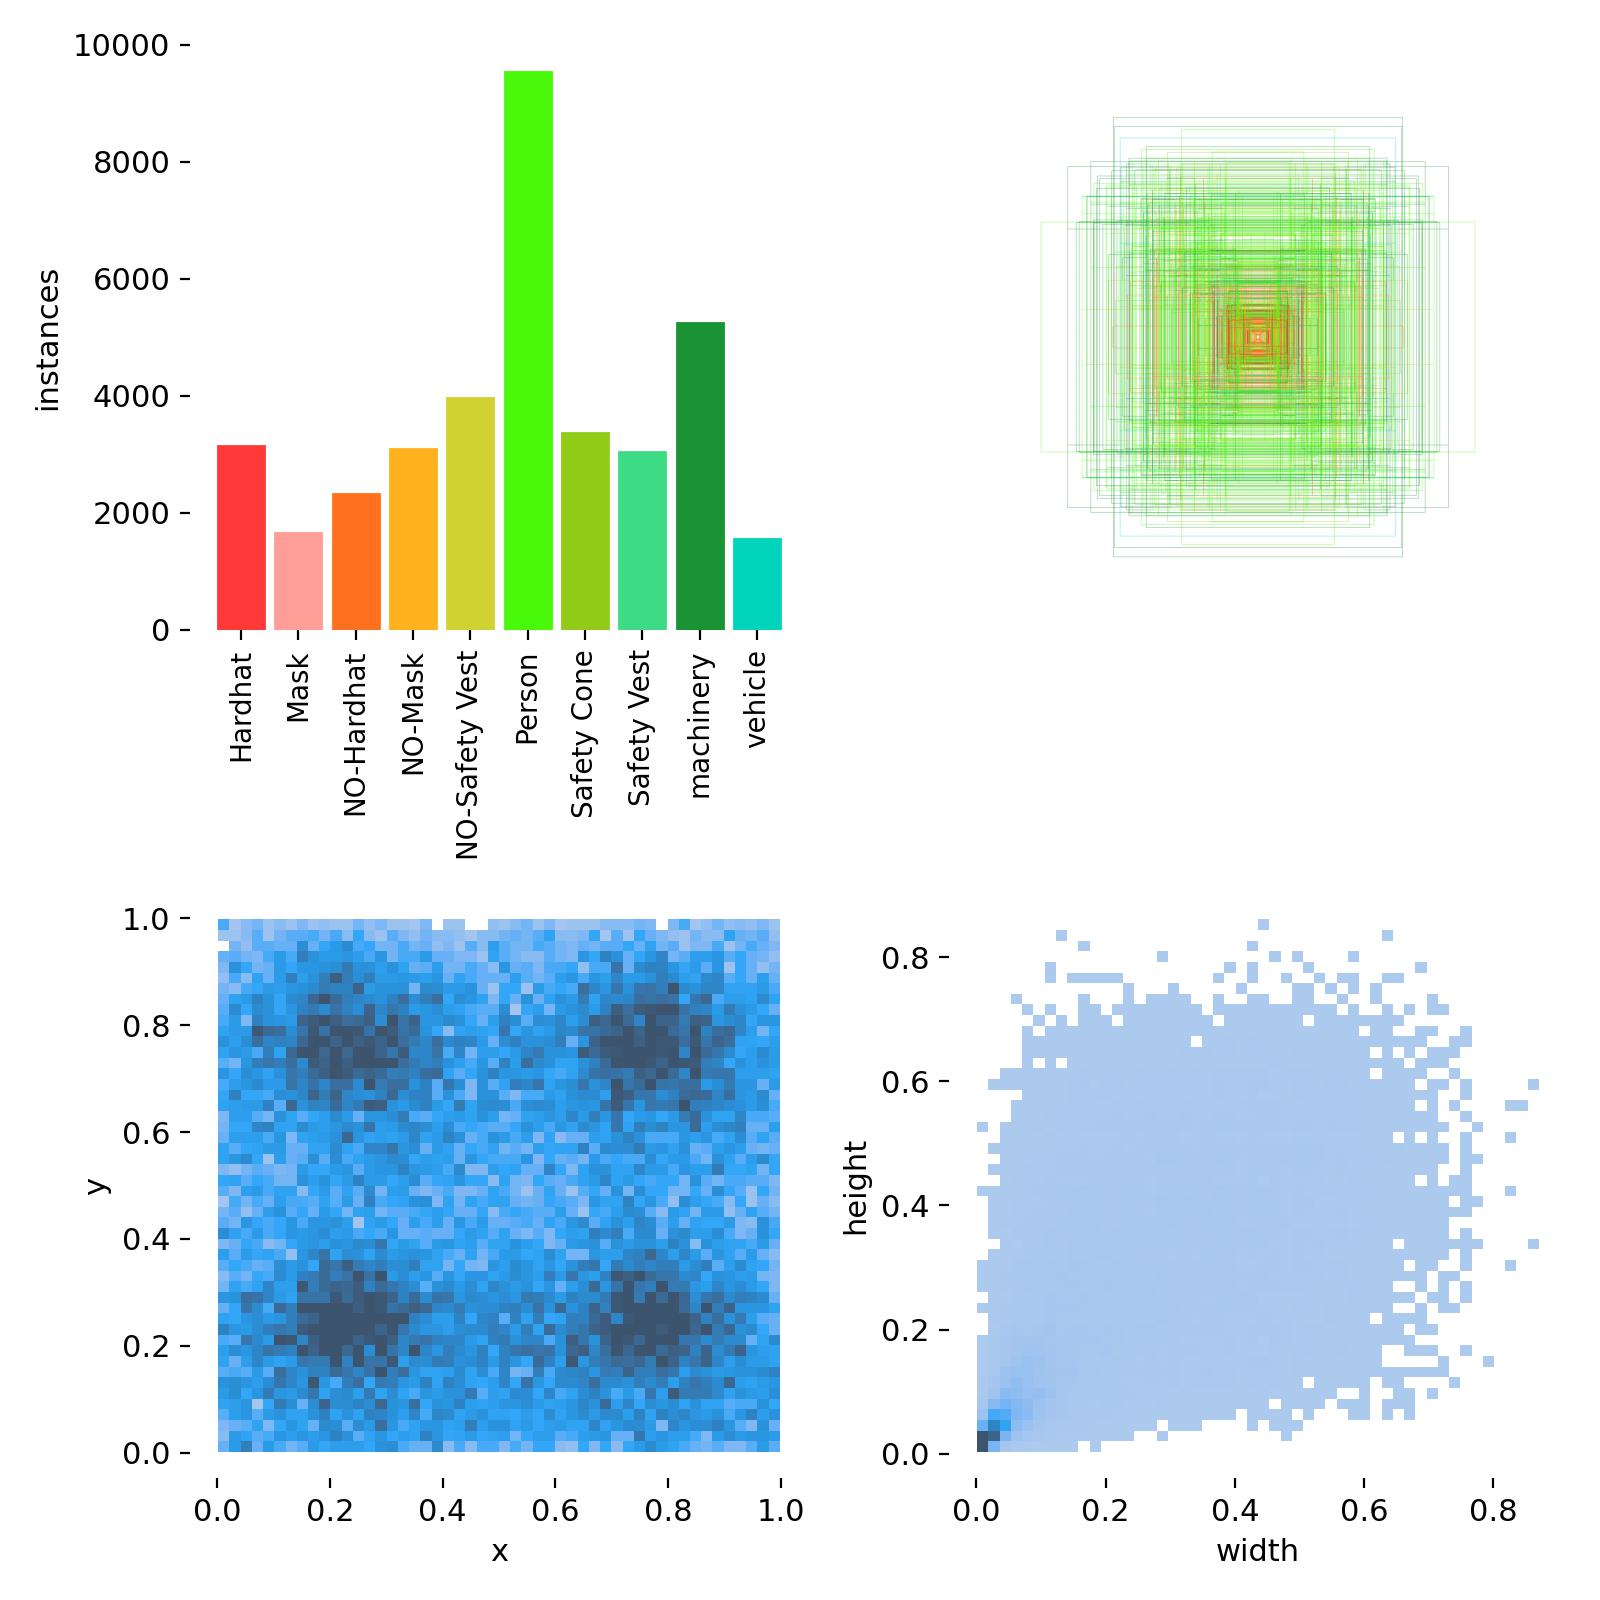 10000
8000
6000
4000
2000
0
instances
Hardhat
Mask
NO-Hardhat
NO-Mask
NO-Safety Vest
Person
Safety Cone
Safety Vest
machinery
vehicle
1.0
0.8
0.6
0.4
0.2
0.0
y
0.0 0.2 0.4 0.6 0.8 1.0
x
0.8
0.6
0.4
0.2
0.0
height
0.0 0.2 0.4 0.6 0.8
width